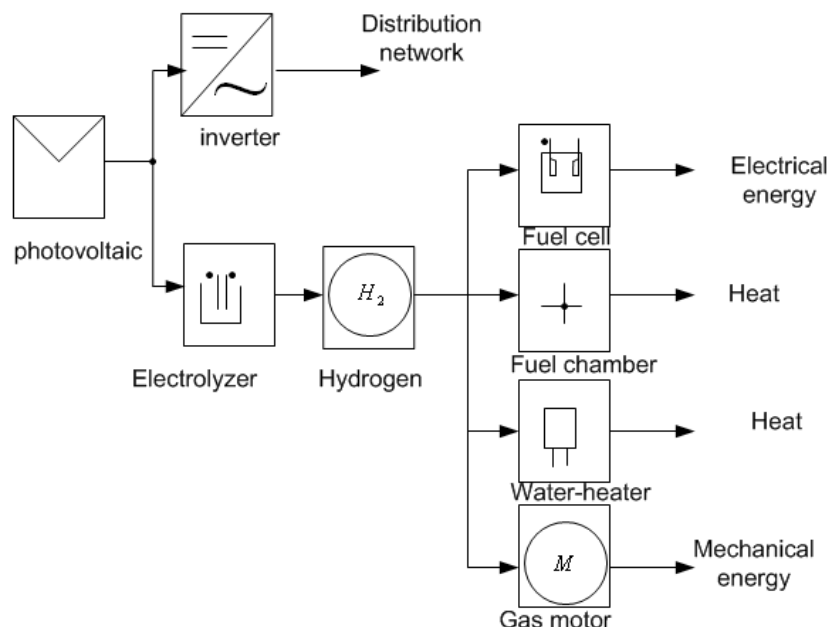 Distribution
network
inverter
photovoltaic
Electrical
energy
Fuel cell
H2
Heat
Electrolyzer
Hydrogen
Fuel chamber
Heat
Water-heater
M
Mechanical
energy
Gas motor